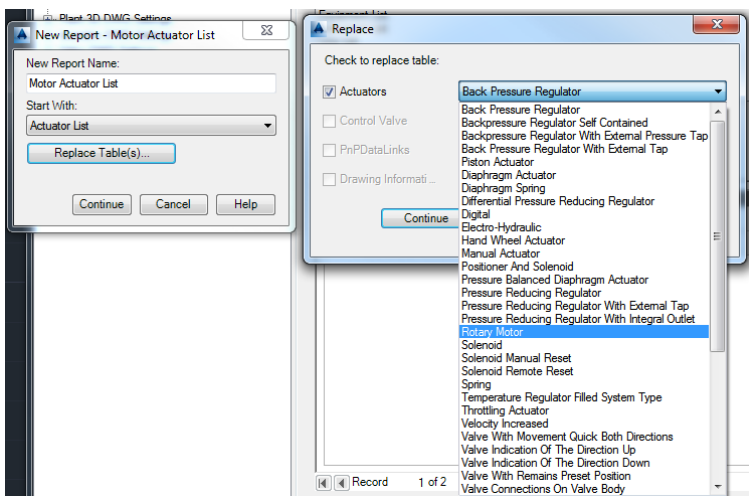 Plant 3D DWG Settings
New Report - Motor Actuator List
New Report Name:
Motor Actuator List
Start With:
Actuator List
Replace Table(s)...
Continue
Cancel
Help
Replace
Check to replace table:
Actuators
Back Pressure Regulator
Control Valve
PnPDataLinks
Drawing Informati...
Continue
Back Pressure Regulator
Backpressure Regulator Self Contained
Backpressure Regulator With External Pressure Tap
Back Pressure Regulator With External Tap
Piston Actuator
Diaphragm Actuator
Diaphragm Spring
Differential Pressure Reducing Regulator
Digital
Electro-Hydraulic
Hand Wheel Actuator
Manual Actuator
Positioner And Solenoid
Pressure Balanced Diaphragm Actuator
Pressure Reducing Regulator
Pressure Reducing Regulator With External Tap
Pressure Reducing Regulator With Integral Outlet
Rotary Motor
Solenoid
Solenoid Manual Reset
Solenoid Remote Reset
Spring
Temperature Regulator Filled System Type
Throttling Actuator
Velocity Increased
Valve With Movement Quick Both Directions
Valve Indication Of The Direction Up
Valve Indication Of The Direction Down
Valve With Remains Preset Position
Valve Connections On Valve Body
Record 1 of 2